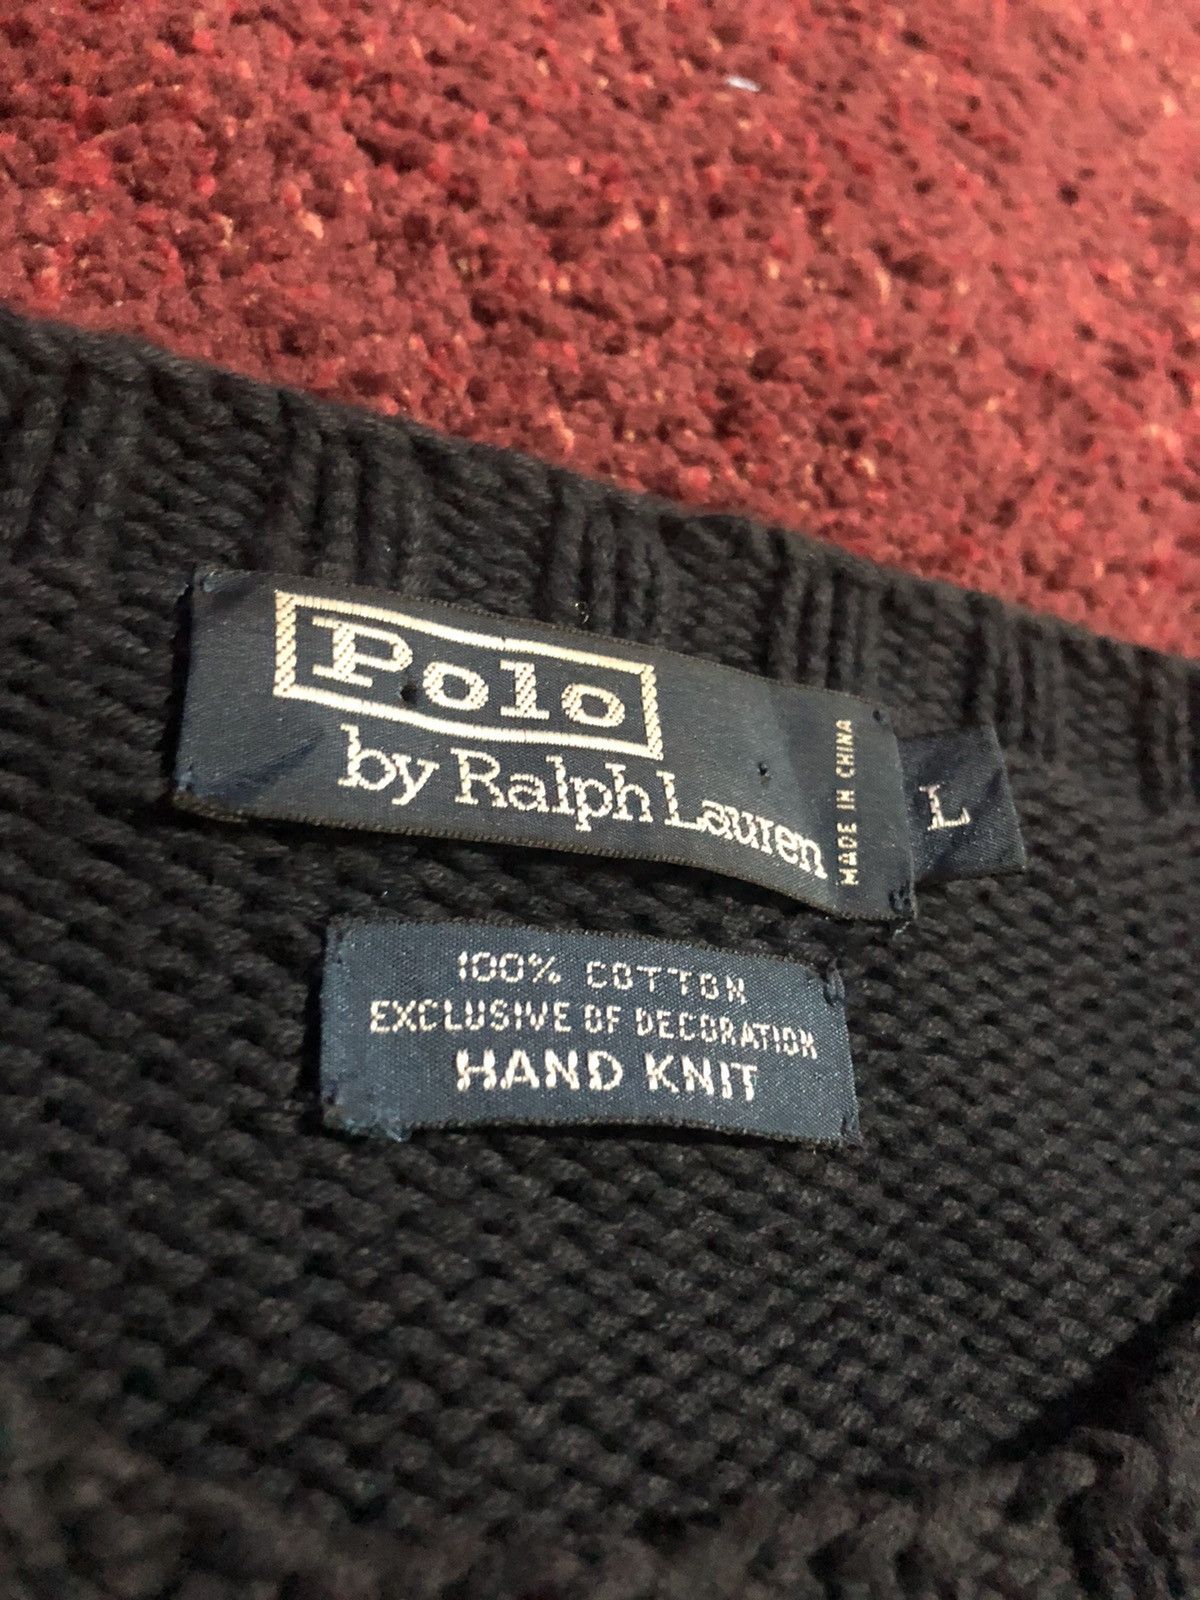 Polo
by Ralph Lauren
MADE IN CHINA
L
100% COTTON
EXCLUSIVE OF DECORATION
HAND KNIT